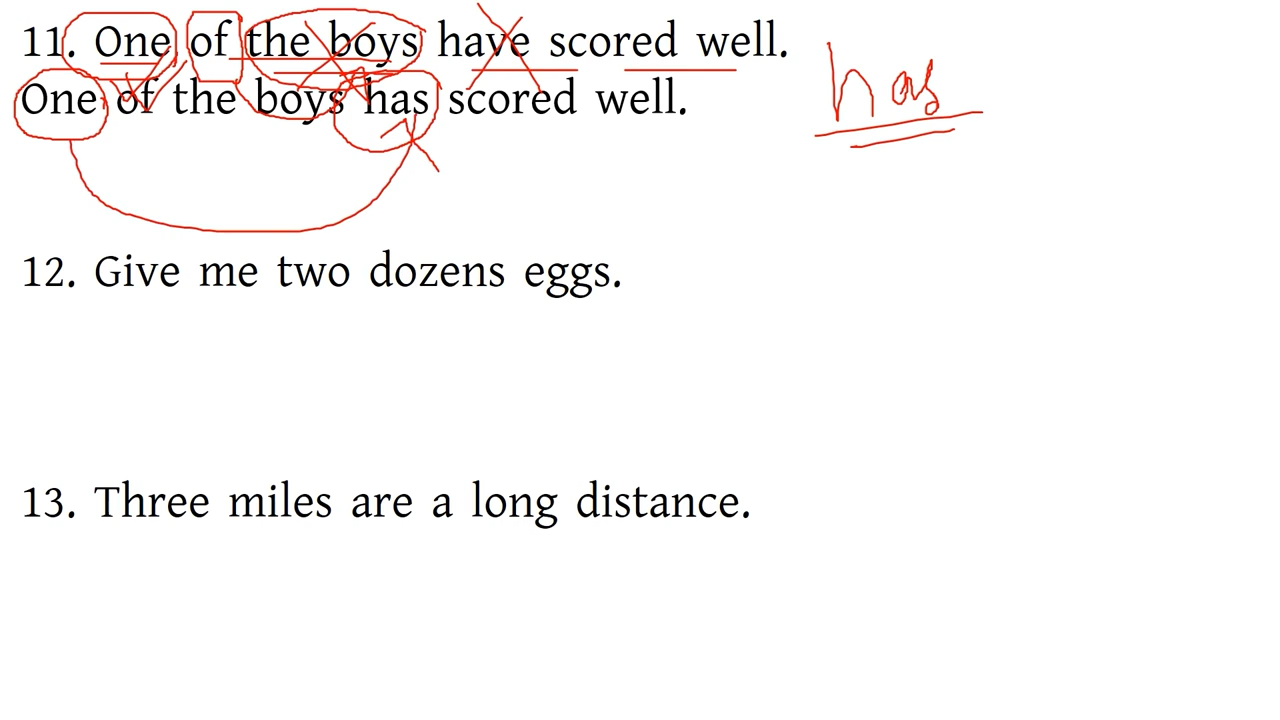 11. One of the boys have scored well.
has
One of the boys has scored well.
12. Give me two dozens eggs.
13. Three miles are a long distance.